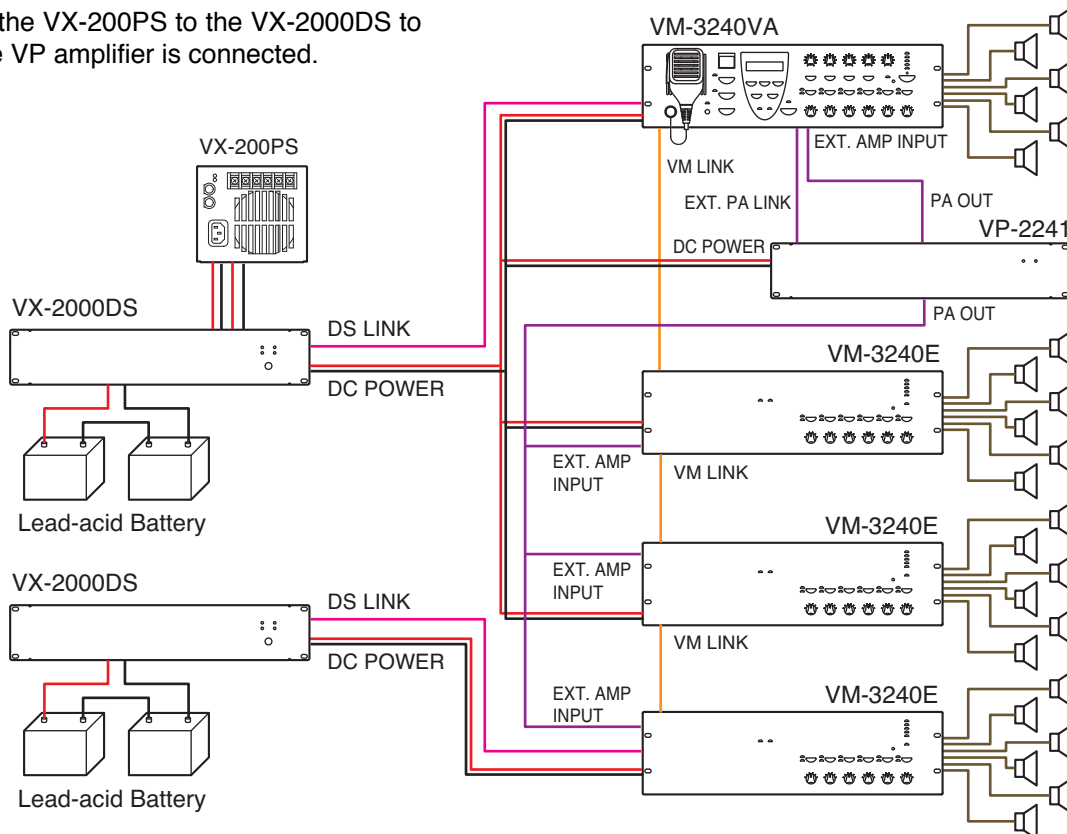 the VX-200PS to the VX-2000DS to
VP amplifier is connected.
VM-3240VA
VX-200PS
EXT. AMP INPUT
VM LINK
EXT. PA LINK
PA OUT
VP-2241
DC POWER
VX-2000DS
DS LINK
PA OUT
VM-3240E
DC POWER
EXT. AMP
INPUT
VM LINK
Lead-acid Battery
VM-3240E
EXT. AMP
INPUT
VX-2000DS
DS LINK
VM LINK
DC POWER
EXT. AMP
INPUT
VM-3240E
Lead-acid Battery